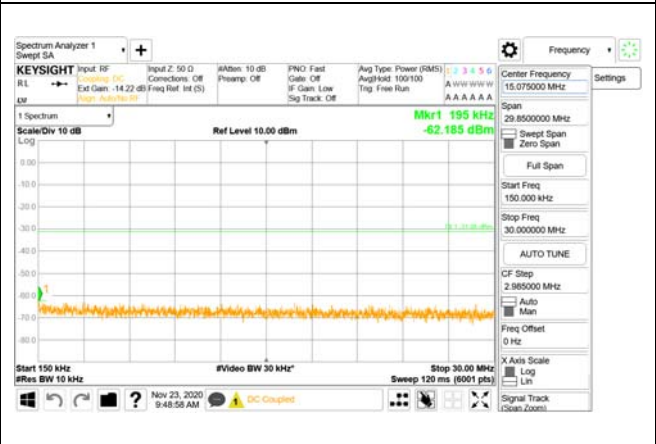 Spectrum Analyzer 1
Swept SA
Frequency
KEYSIGHT
RL
Input: RF
Coupling: DC
Ext Gain: -14.22 dB
Align: Auto/No RF
Input Z: 50 Ω
Corrections: Off
Freq Ref: Int (S)
#Atten: 10 dB
Preamp: Off
PNO: Fast
Gate: Off
IF Gain: Low
Sig Track: Off
Avg Type: Power (RMS)
Avg|Hold: 100/100
Trig: Free Run
1 2 3 4 5 6
A W W W W W
A A A A A A
1 Spectrum
Scale/Div 10 dB
Log
Ref Level 10.00 dBm
Mkr1 195 kHz
-62.185 dBm
0.00
-10.0
-20.0
-30.0
-40.0
-50.0
-60.0
-70.0
-80.0
1
Start 150 kHz
#Res BW 10 kHz
#Video BW 30 kHz*
Stop 30.00 MHz
Sweep 120 ms (6001 pts)
Nov 23, 2020
9:48:58 AM
DC Coupled
Center Frequency
15.075000 MHz
Settings
Span
29.8500000 MHz
Swept Span
Zero Span
Full Span
Start Freq
150.000 kHz
Stop Freq
30.000000 MHz
AUTO TUNE
CF Step
2.985000 MHz
Auto
Man
Freq Offset
0 Hz
X Axis Scale
Log
Lin
Signal Track
(Span Zoom)